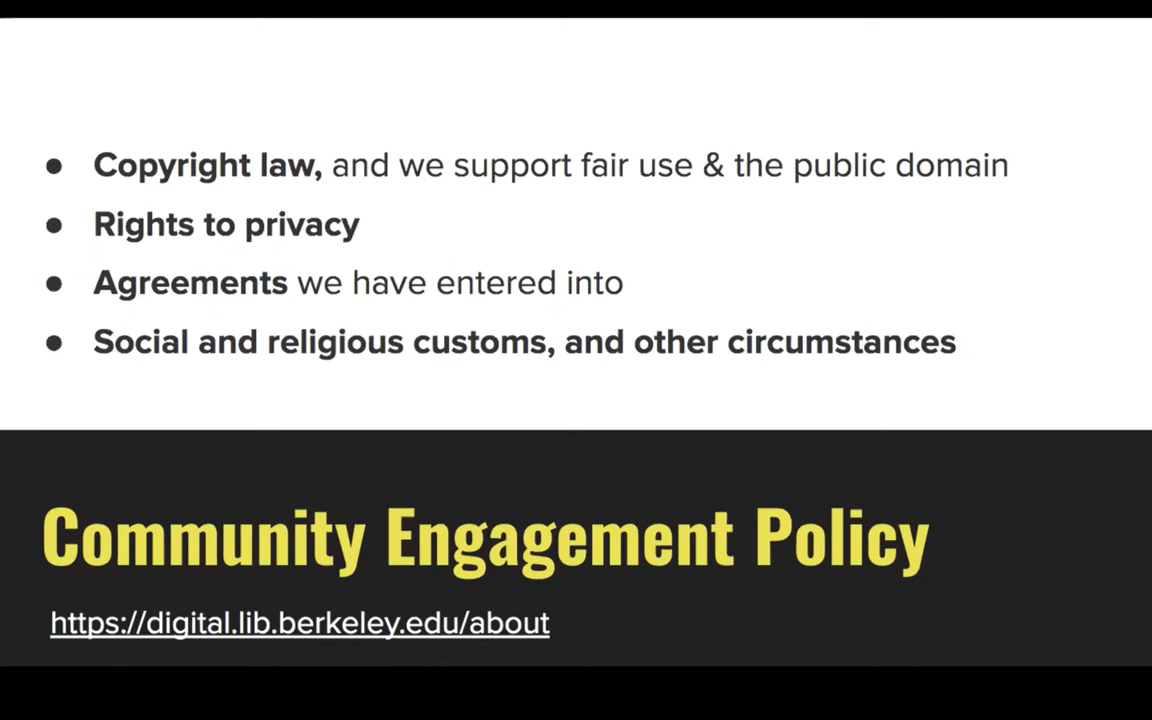 ● Copyright law, and we support fair use & the public domain
● Rights to privacy
● Agreements we have entered into
● Social and religious customs, and other circumstances
Community Engagement Policy
https://digital.lib.berkeley.edu/about